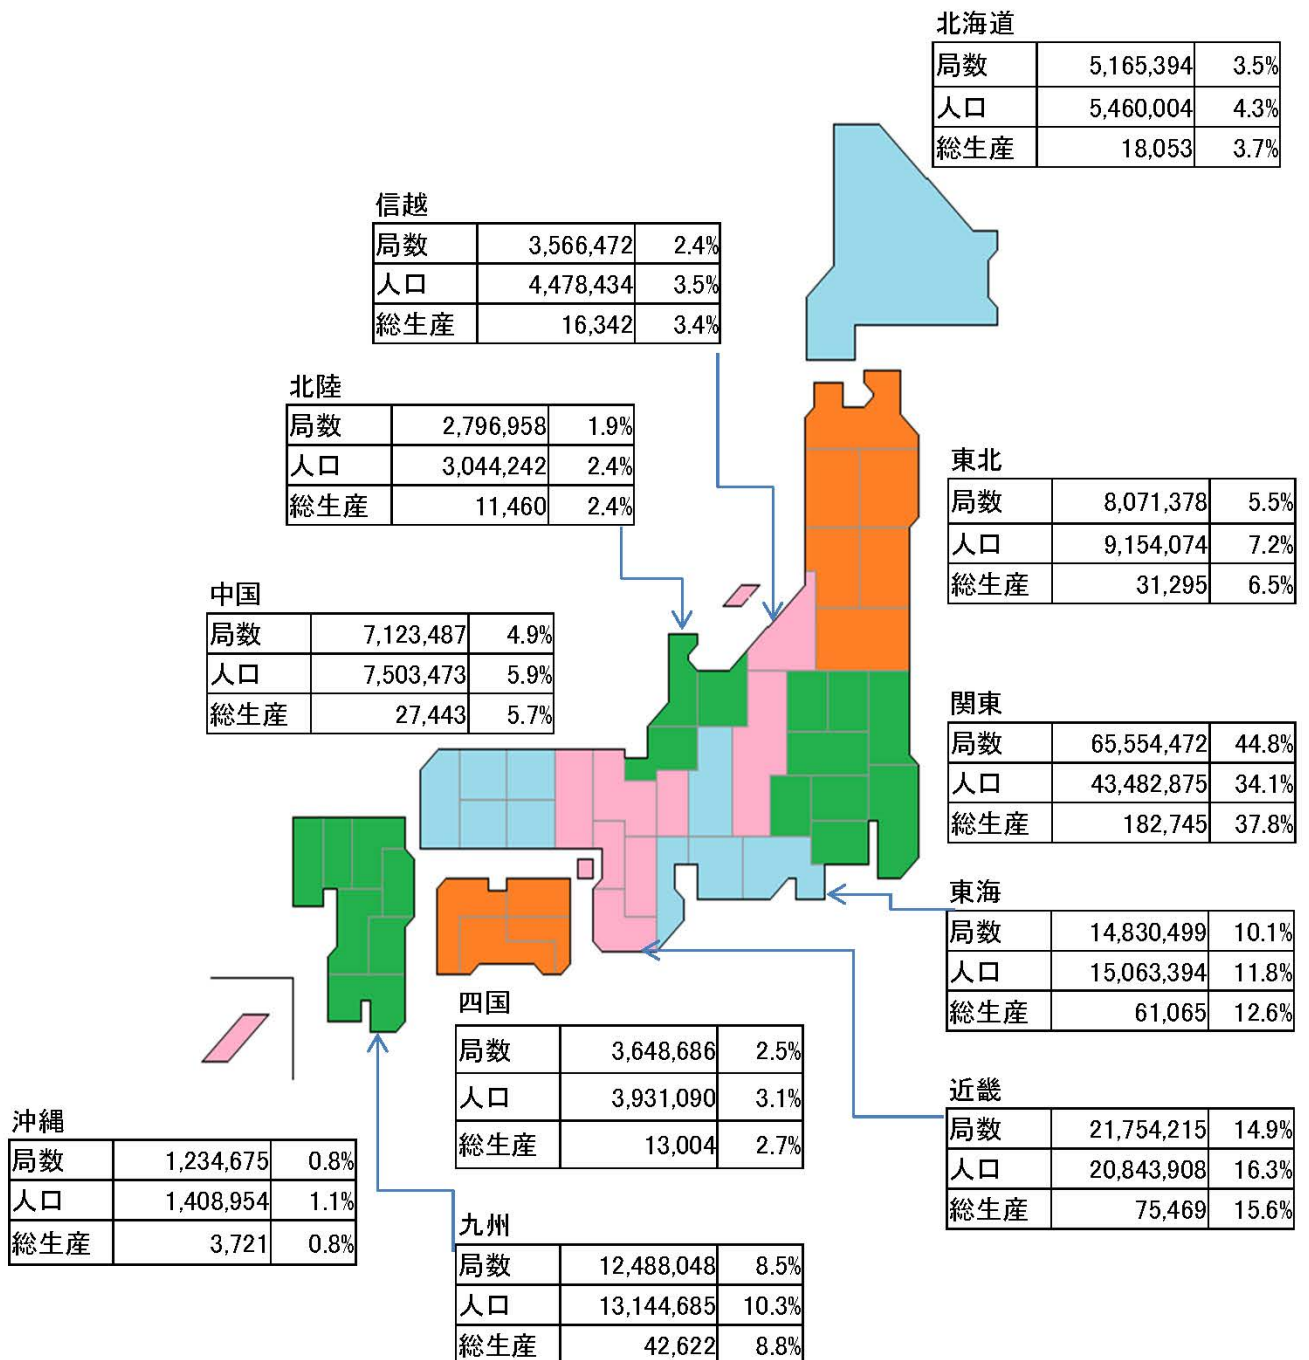 北海道
局数 5,165,394 3.5%
人口 5,460,004 4.3%
総生産 18,053 3.7%
信越
局数 3,566,472 2.4%
人口 4,478,434 3.5%
総生産 16,342 3.4%
北陸
局数 2,796,958 1.9%
人口 3,044,242 2.4%
総生産 11,460 2.4%
東北
局数 8,071,378 5.5%
人口 9,154,074 7.2%
総生産 31,295 6.5%
中国
局数 7,123,487 4.9%
人口 7,503,473 5.9%
総生産 27,443 5.7%
関東
局数 65,554,472 44.8%
人口 43,482,875 34.1%
総生産 182,745 37.8%
東海
局数 14,830,499 10.1%
人口 15,063,394 11.8%
総生産 61,065 12.6%
四国
局数 3,648,686 2.5%
人口 3,931,090 3.1%
総生産 13,004 2.7%
近畿
局数 21,754,215 14.9%
人口 20,843,908 16.3%
総生産 75,469 15.6%
沖縄
局数 1,234,675 0.8%
人口 1,408,954 1.1%
総生産 3,721 0.8%
九州
局数 12,488,048 8.5%
人口 13,144,685 10.3%
総生産 42,622 8.8%